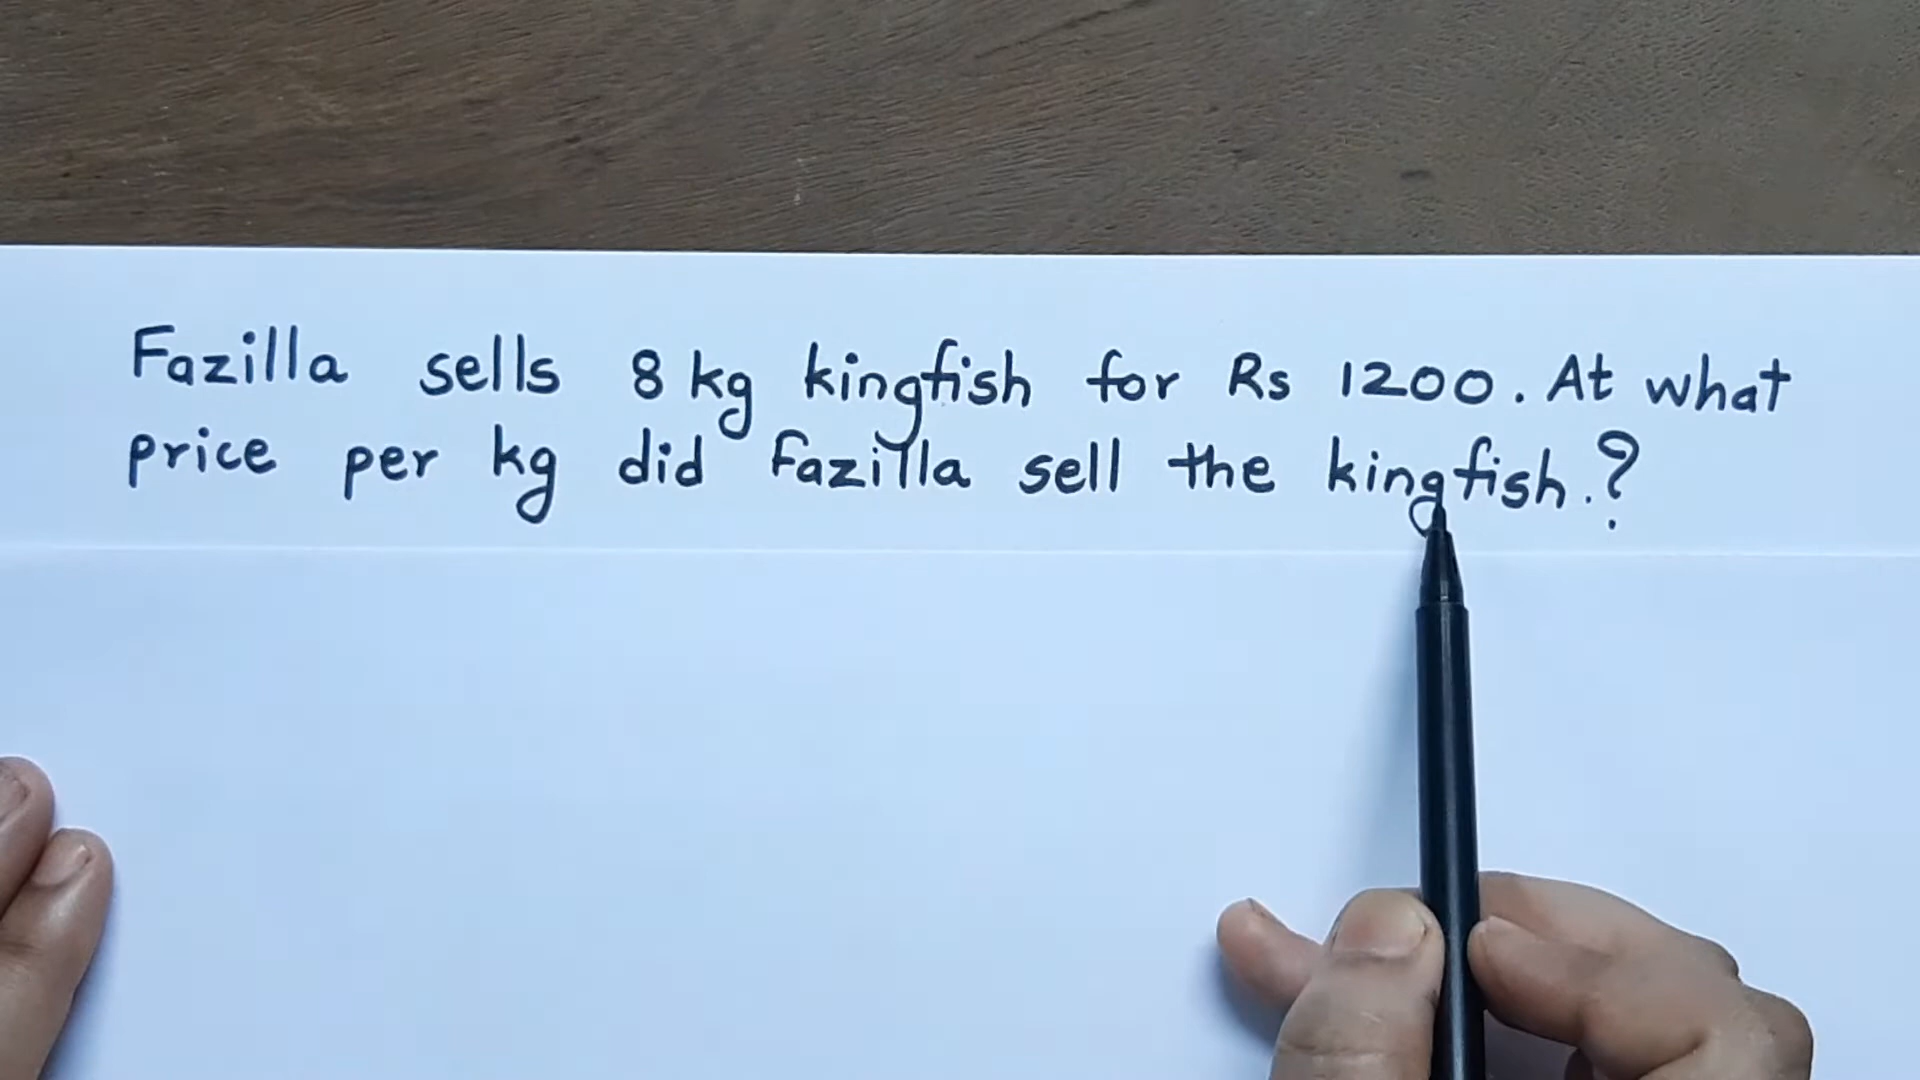 Fazilla sells 8 kg kingfish for Rs 1200. At what
price per kg did Fazilla sell the kingfish.?